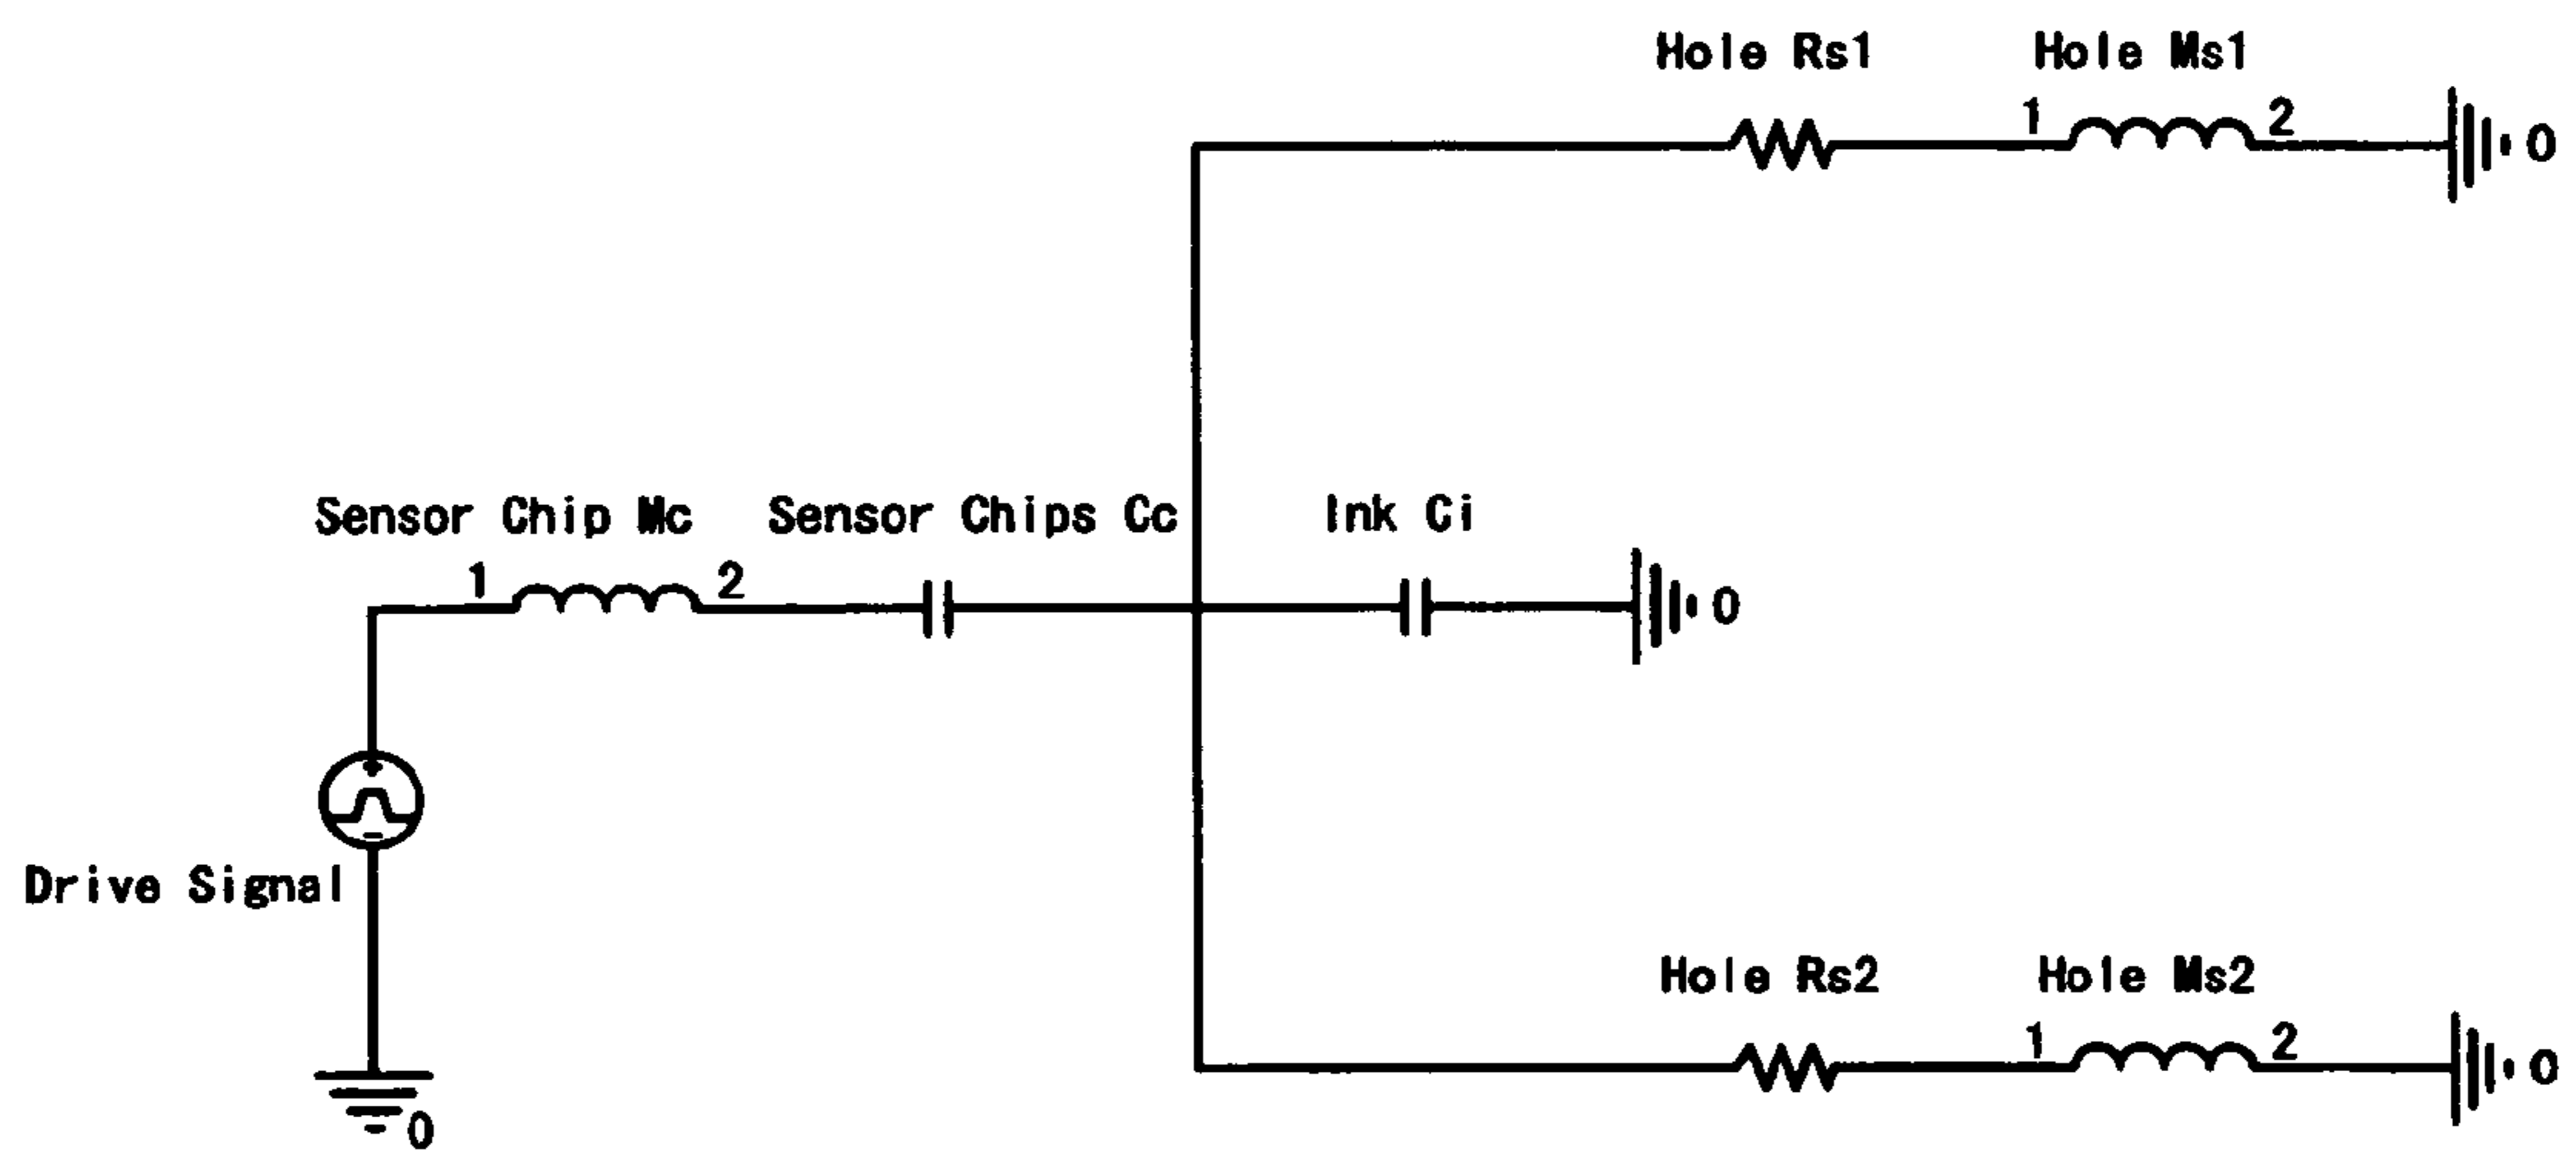 Hole Rs1
Hole Ms1
1
2
0
Sensor Chip Mc
Sensor Chips Cc
Ink Ci
1
2
0
Drive Signal
0
Hole Rs2
Hole Ms2
1
2
0